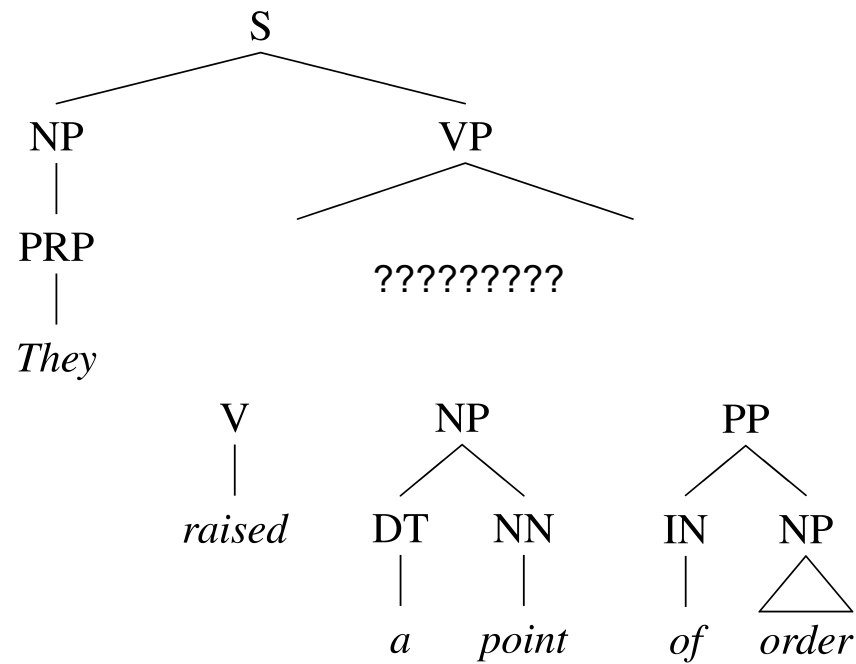 S
NP VP
PRP
?????????
They
V NP PP
raised DT NN IN NP
a point of order